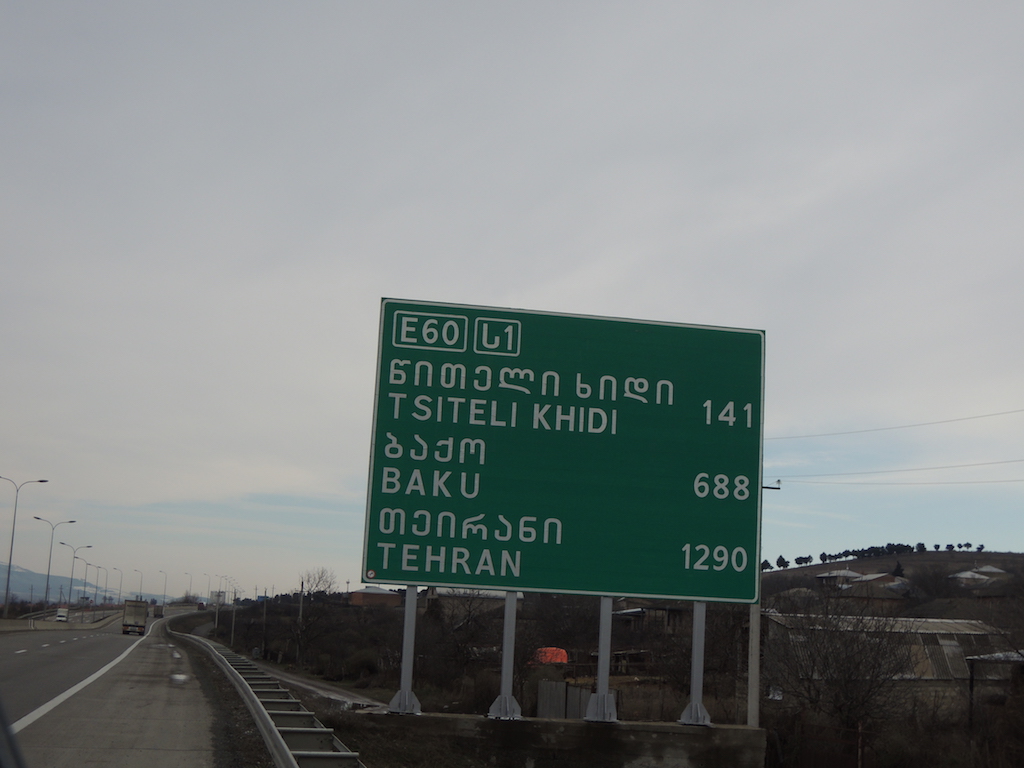 E60 ს1
წითელი ხიდი
TSITELI KHIDI 141
ბაქო
BAKU 688
თეირანი
TEHRAN 1290